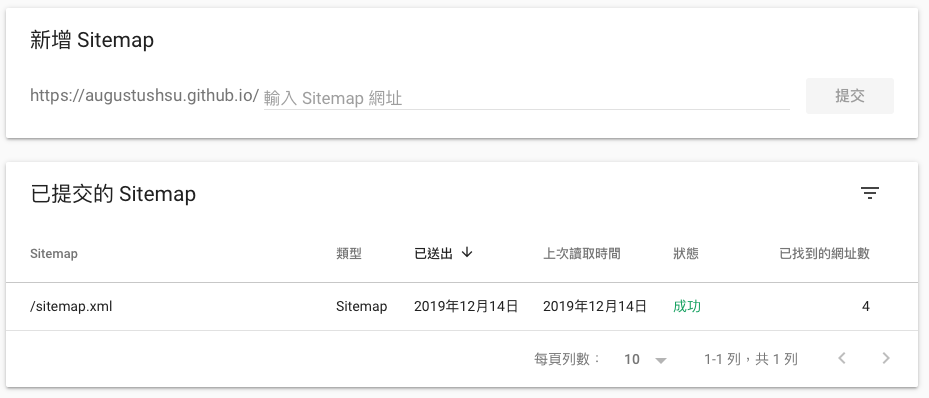 新增 Sitemap
https://augustushsu.github.io/ 輸入 Sitemap 網址 提交
已提交的 Sitemap
Sitemap 類型 已送出 上次讀取時間 狀態 已找到的網址數
/sitemap.xml Sitemap 2019年12月14日 2019年12月14日 成功 4
每頁列數： 10 1-1 列，共 1 列